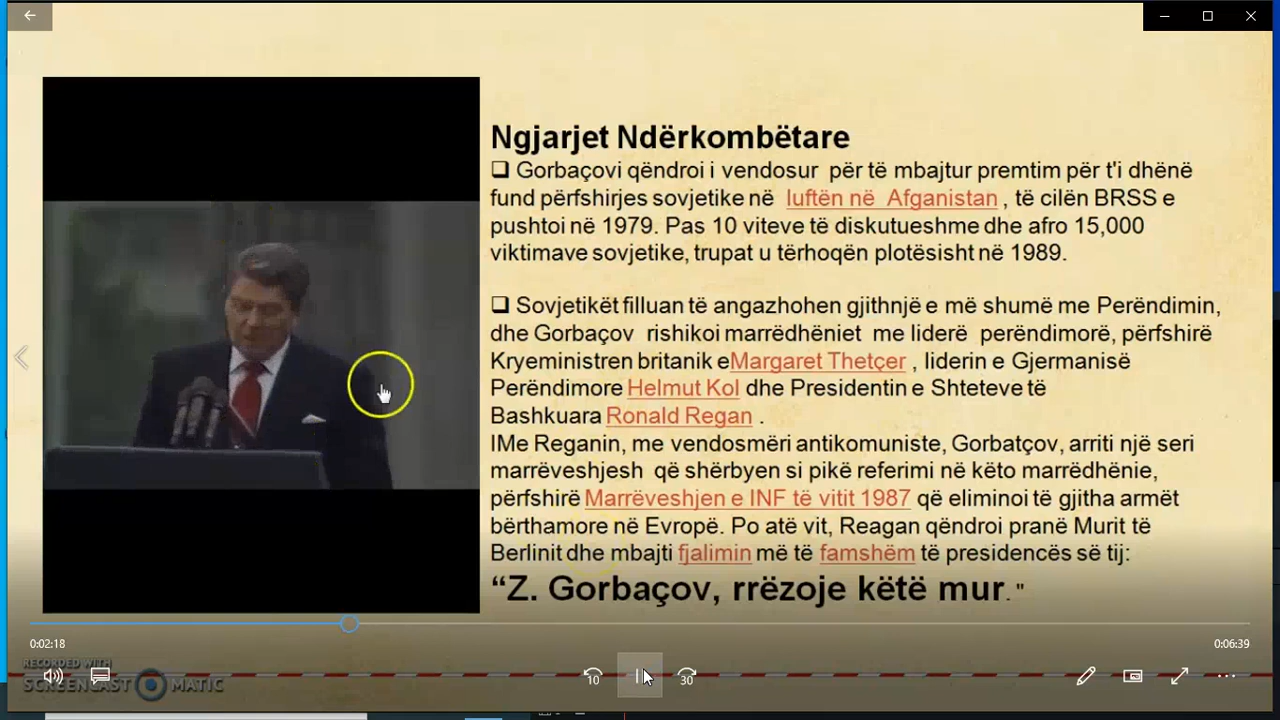 Ngjarjet Ndërkombëtare
❑ Gorbaçovi qëndroi i vendosur për të mbajtur premtim për t'i dhënë
fund përfshirjes sovjetike në luftën në Afganistan , të cilën BRSS e
pushtoi në 1979. Pas 10 viteve të diskutueshme dhe afro 15,000
viktimave sovjetike, trupat u tërhoqën plotësisht në 1989.
❑ Sovjetikët filluan të angazhohen gjithnjë e më shumë me Perëndimin,
dhe Gorbaçov rishikoi marrëdhëniet me liderë perëndimorë, përfshirë
Kryeministren britanik eMargaret Thetçer , liderin e Gjermanisë
Perëndimore Helmut Kol dhe Presidentin e Shteteve të
Bashkuara Ronald Regan .
IMe Reganin, me vendosmëri antikomuniste, Gorbatçov, arriti një seri
marrëveshjesh që shërbyen si pikë referimi në këto marrëdhënie,
përfshirë Marrëveshjen e INF të vitit 1987 që eliminoi të gjitha armët
bërthamore në Evropë. Po atë vit, Reagan qëndroi pranë Murit të
Berlinit dhe mbajti fjalimin më të famshëm të presidencës së tij:
“Z. Gorbaçov, rrëzoje këtë mur. "
0:02:18
0:06:39
RECORDED WITH
SCREENCAST MATIC
10
30